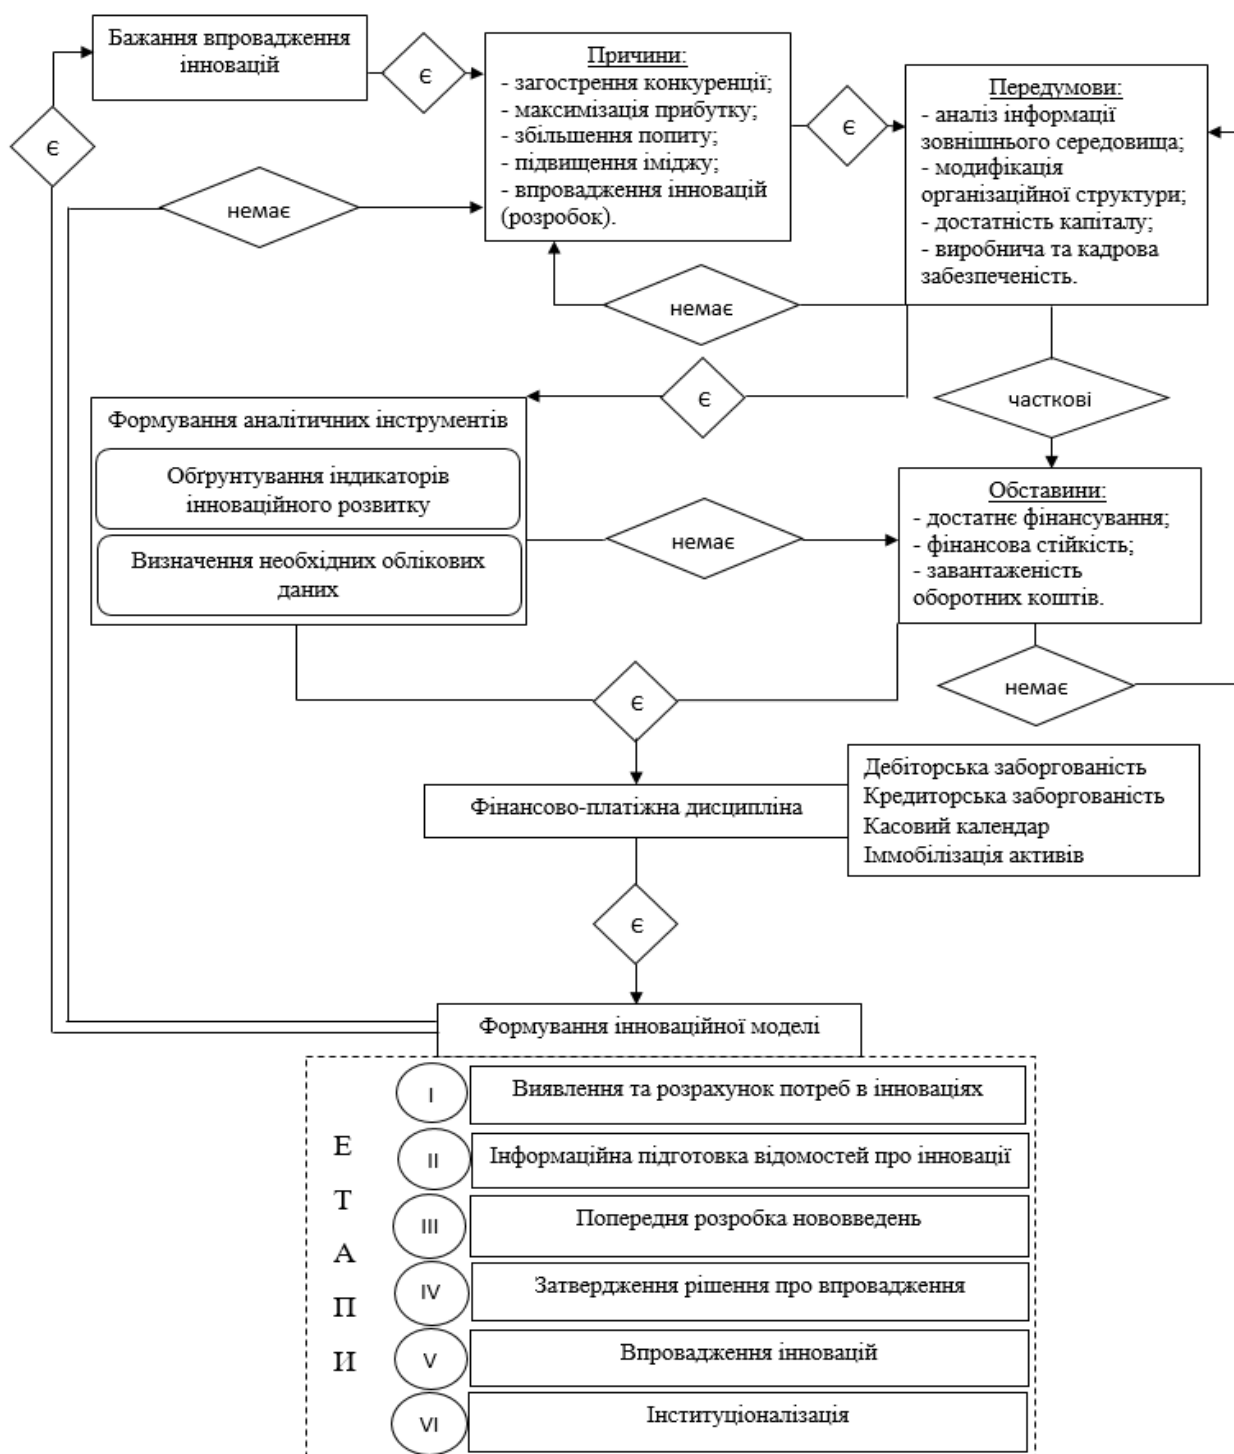 Бажання впровадження
інновацій
є
Причини:
- загострення конкуренції;
- максимізація прибутку;
- збільшення попиту;
- підвищення іміджу;
- впровадження інновацій
(розробок).
є
Передумови:
- аналіз інформації
зовнішнього середовища;
- модифікація
організаційної структури;
- достатність капіталу;
- виробнича та кадрова
забезпеченість.
є
немає
немає
є
часткові
Формування аналітичних інструментів
Обґрунтування індикаторів
інноваційного розвитку
Визначення необхідних облікових
даних
немає
Обставини:
- достатнє фінансування;
- фінансова стійкість;
- завантаженість
оборотних коштів.
є
немає
Фінансово-платіжна дисципліна
Дебіторська заборгованість
Кредиторська заборгованість
Касовий календар
Іммобілізація активів
є
Формування інноваційної моделі
Е
Т
А
П
И
I
Виявлення та розрахунок потреб в інноваціях
II
Інформаційна підготовка відомостей про інновації
III
Попередня розробка нововведень
IV
Затвердження рішення про впровадження
V
Впровадження інновацій
VI
Інституціоналізація